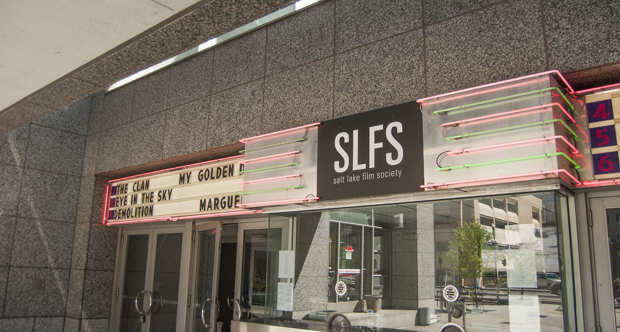 THE CLAN MY GOLDEN D
EYE IN THE SKY
DEMOLITION MARGUE
SLFS
salt lake film society
4
5
6